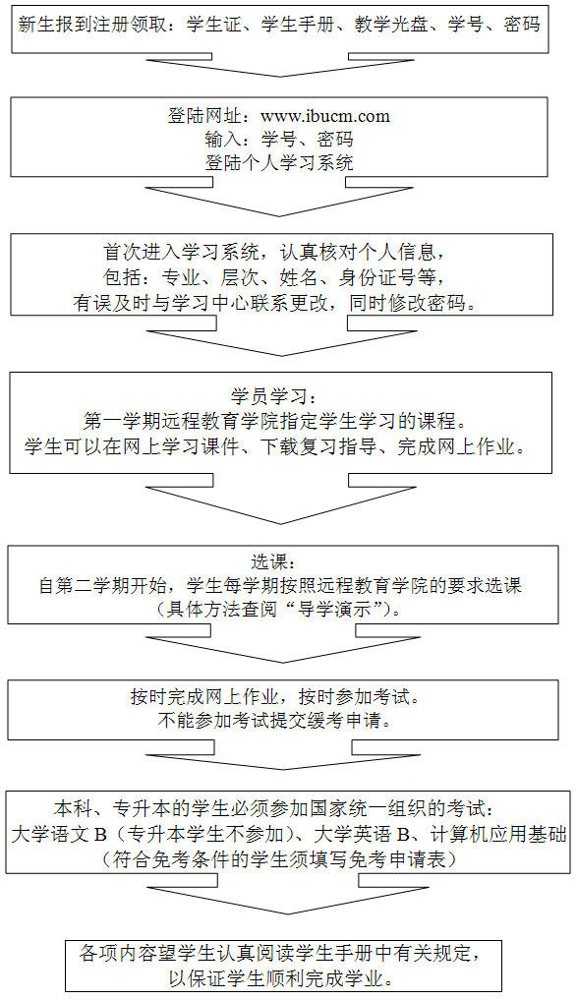 新生报到注册领取：学生证、学生手册、教学光盘、学号、密码
登陆网址：www.ibucm.com
输入：学号、密码
登陆个人学习系统
首次进入学习系统，认真核对个人信息，
包括：专业、层次、姓名、身份证号等，
有误及时与学习中心联系更改，同时修改密码。
学员学习：
第一学期远程教育学院指定学生学习的课程。
学生可以在网上学习课件、下载复习指导、完成网上作业。
选课：
自第二学期开始，学生每学期按照远程教育学院的要求选课
（具体方法查阅“导学演示”）。
按时完成网上作业，按时参加考试。
不能参加考试提交缓考申请。
本科、专升本的学生必须参加国家统一组织的考试：
大学语文 B（专升本学生不参加）、大学英语 B、计算机应用基础
（符合免考条件的学生须填写免考申请表）
各项内容望学生认真阅读学生手册中有关规定，
以保证学生顺利完成学业。